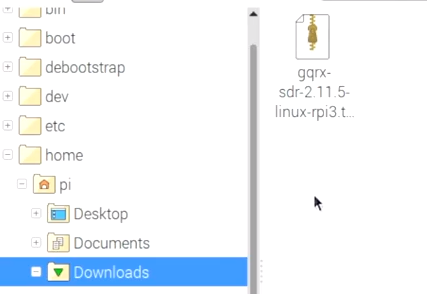 bin
boot
debootstrap
dev
etc
home
pi
Desktop
Documents
Downloads
gqrx-
sdr-2.11.5-
linux-rpi3.t...